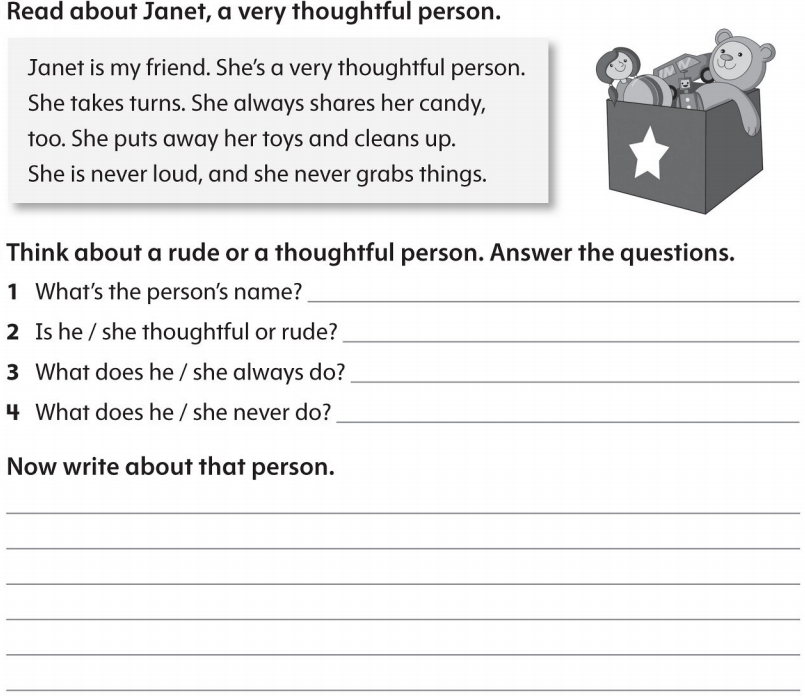 Read about Janet, a very thoughtful person.
Janet is my friend. She's a very thoughtful person.
She takes turns. She always shares her candy,
too. She puts away her toys and cleans up.
She is never loud, and she never grabs things.
Think about a rude or a thoughtful person. Answer the questions.
1 What's the person's name?
2 Is he / she thoughtful or rude?
3 What does he / she always do?
4 What does he / she never do?
Now write about that person.